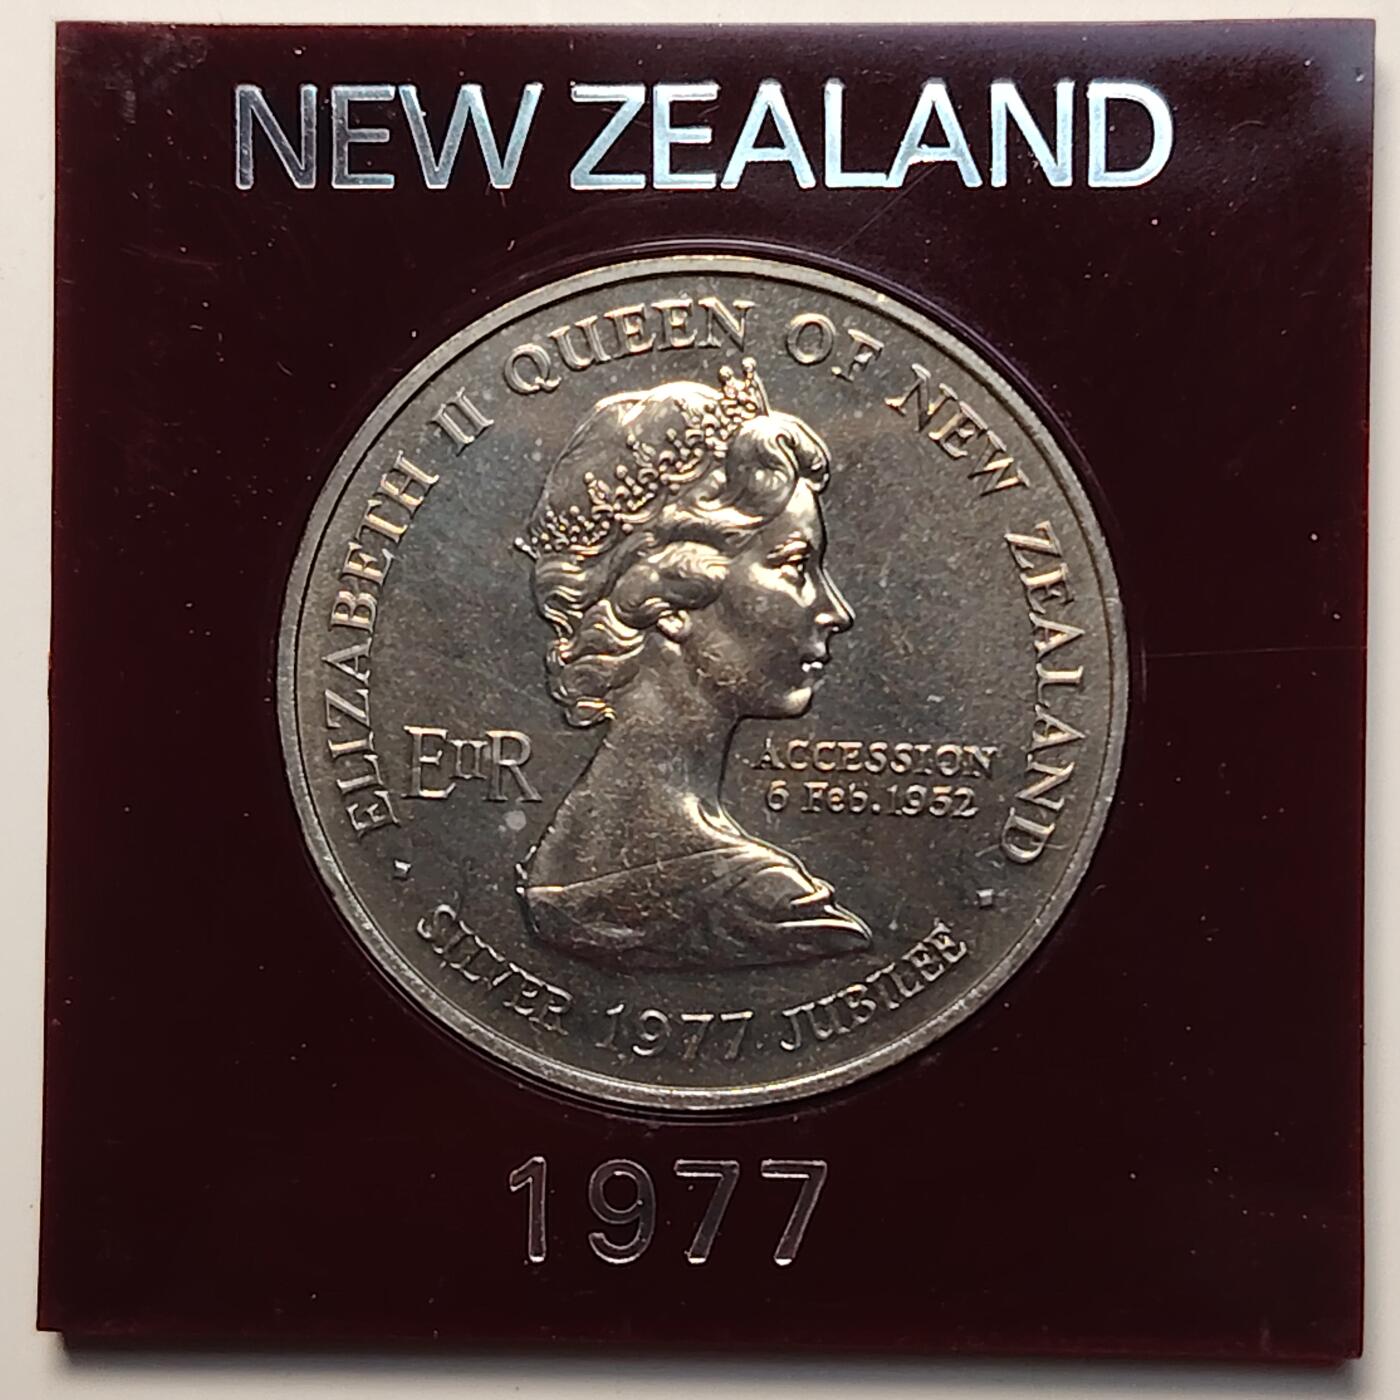 NEW ZEALAND
ELIZABETH II QUEEN OF NEW ZEALAND
EIIR
ACCESSION
6 Feb. 1952
· SILVER 1977 JUBILEE ·
1977